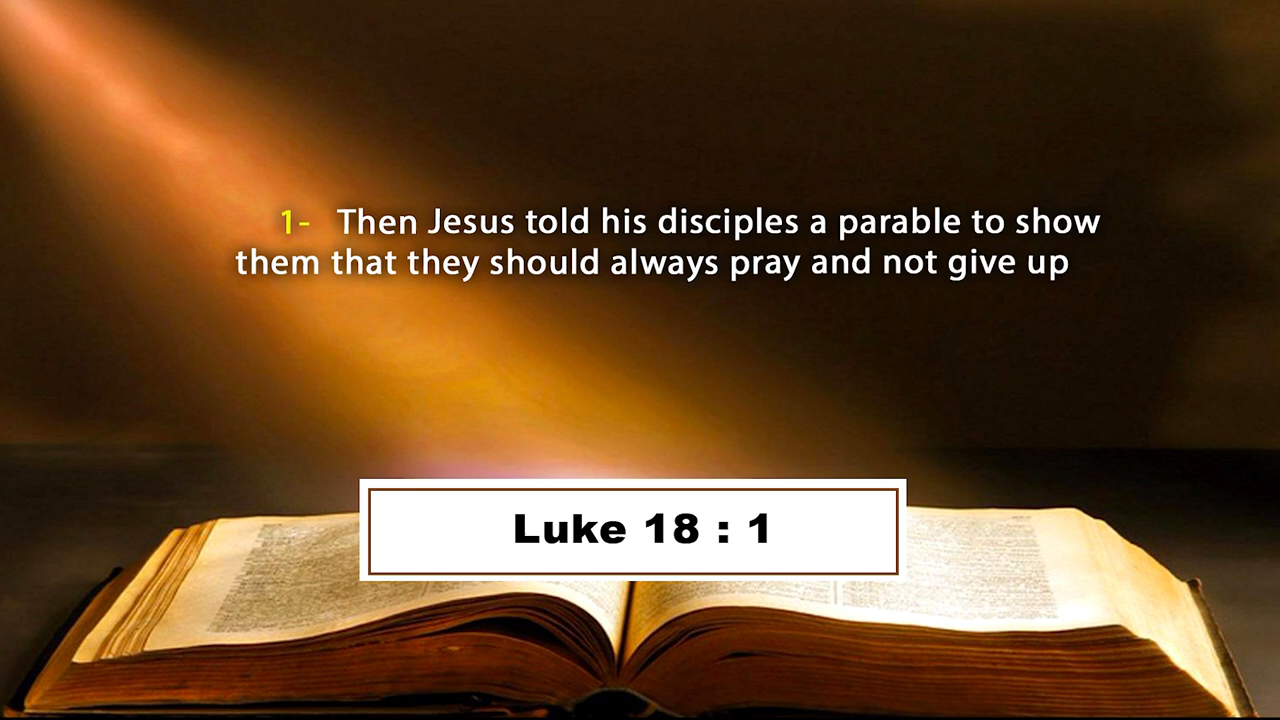 1- Then Jesus told his disciples a parable to show
them that they should always pray and not give up
Luke 18 : 1